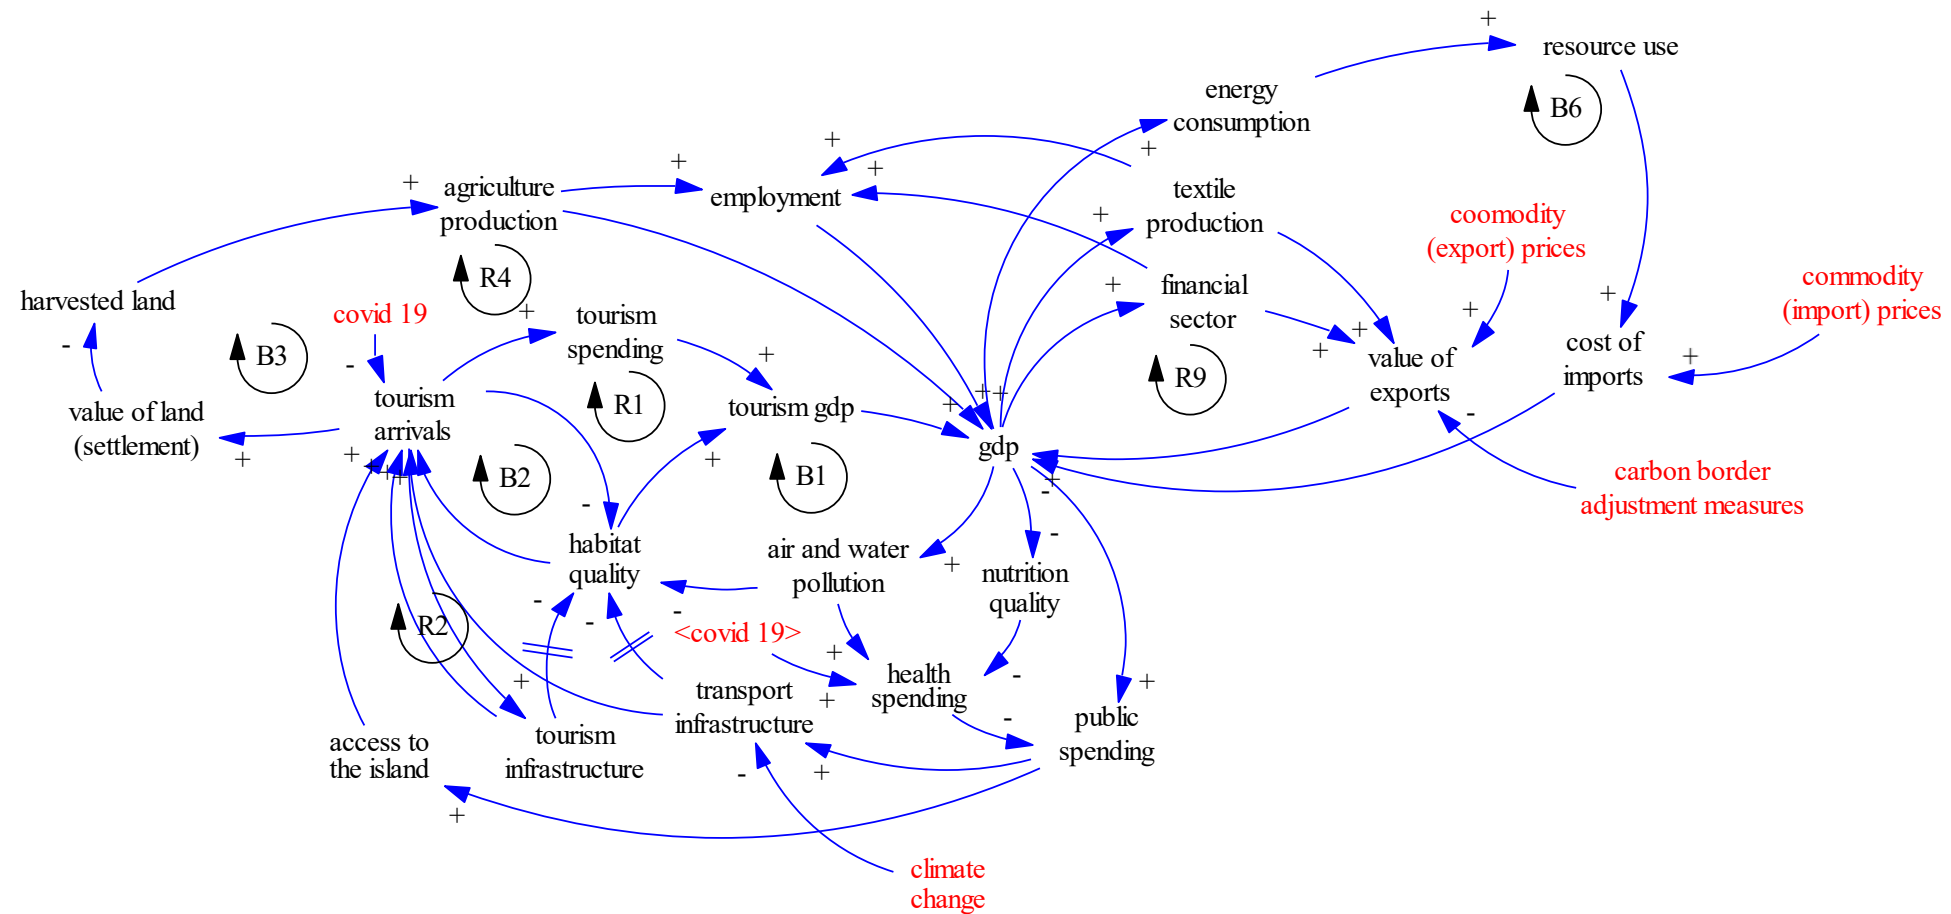 resource use
B6
energy
consumption
agriculture
production
employment
textile
production
coomodity
(export) prices
R4
financial
sector
commodity
(import) prices
harvested land
covid 19
tourism
spending
B3
R9
value of
exports
cost of
imports
tourism
arrivals
R1
tourism gdp
value of land
(settlement)
gdp
B2
B1
carbon border
adjustment measures
habitat
quality
air and water
pollution
nutrition
quality
R2
<covid 19>
health
spending
transport
infrastructure
public
spending
access to
the island
tourism
infrastructure
climate
change